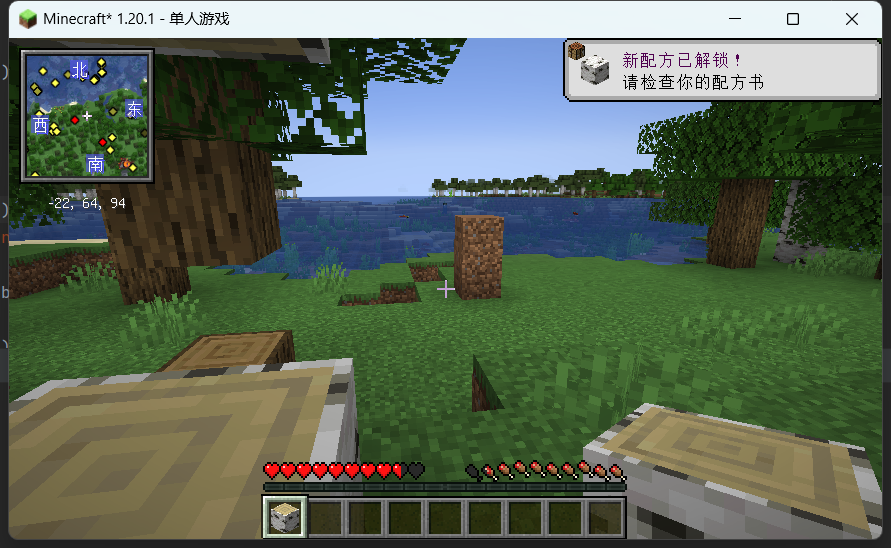 Minecraft* 1.20.1 - 单人游戏
新配方已解锁！
请检查你的配方书
北
东
西
南
-22, 64, 94